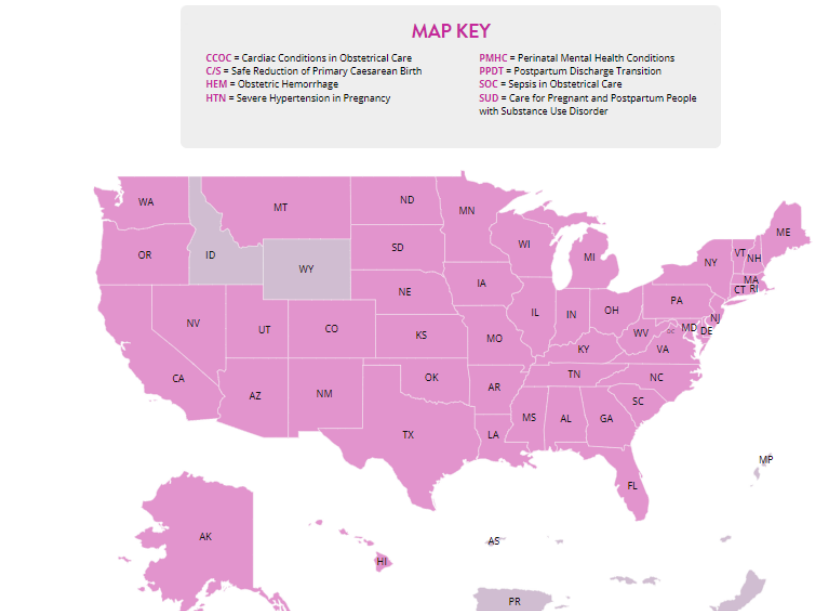 MAP KEY
CCOC = Cardiac Conditions in Obstetrical Care
C/S = Safe Reduction of Primary Caesarean Birth
HEM = Obstetric Hemorrhage
HTN = Severe Hypertension in Pregnancy
PMHC = Perinatal Mental Health Conditions
PPDT = Postpartum Discharge Transition
SOC = Sepsis in Obstetrical Care
SUD = Care for Pregnant and Postpartum People
with Substance Use Disorder
WA
MT
ND
MN
ME
OR
ID
WY
SD
WI
MI
NY
VT
NH
MA
CT
RI
NV
UT
CO
NE
IA
IL
IN
OH
PA
NJ
KS
MO
KY
WV
DC
MD
DE
VA
CA
AZ
NM
OK
AR
TN
NC
SC
TX
LA
MS
AL
GA
FL
MP
AK
HI
AS
PR